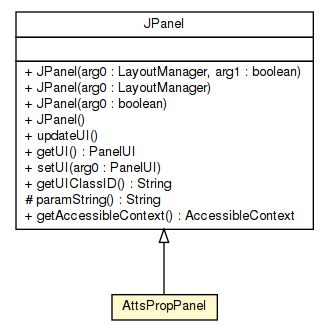 JPanel
+ JPanel(arg0 : LayoutManager, arg1 : boolean)
+ JPanel(arg0 : LayoutManager)
+ JPanel(arg0 : boolean)
+ JPanel()
+ updateUI()
+ getUI() : PanelUI
+ setUI(arg0 : PanelUI)
+ getUIClassID() : String
# paramString() : String
+ getAccessibleContext() : AccessibleContext
AttsPropPanel